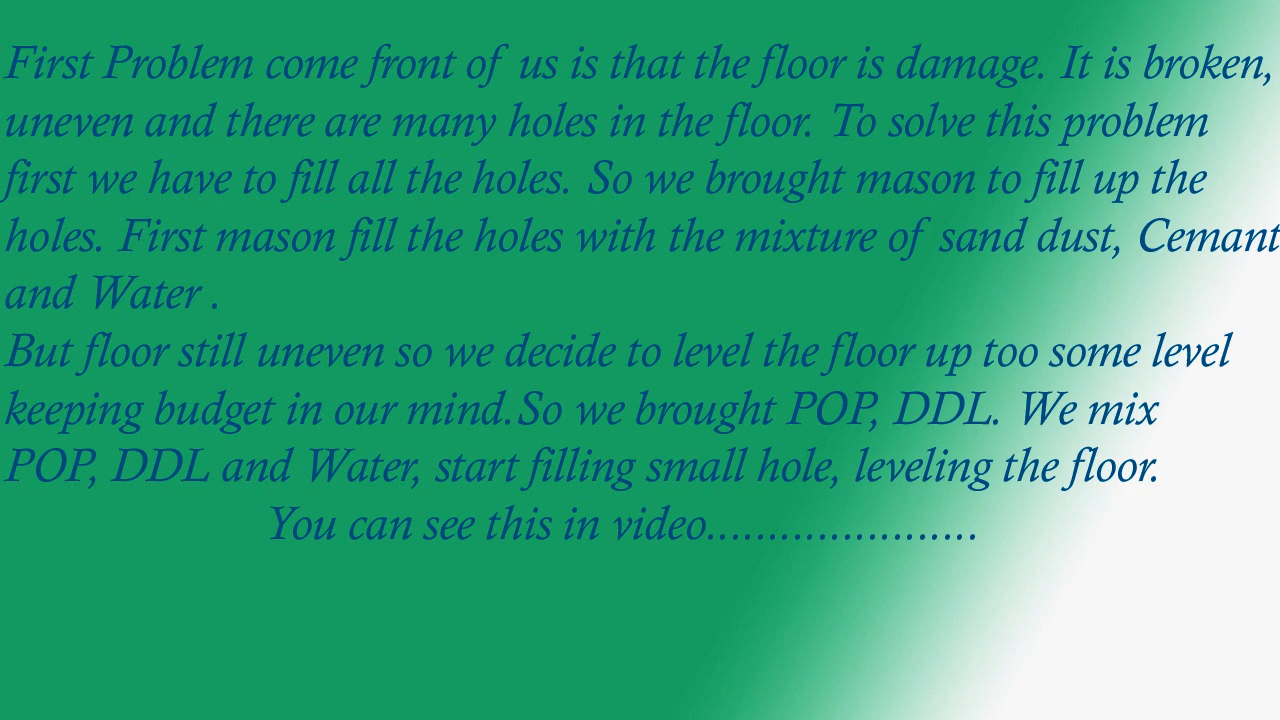 First Problem come front of us is that the floor is damage. It is broken,
uneven and there are many holes in the floor. To solve this problem
first we have to fill all the holes. So we brought mason to fill up the
holes. First mason fill the holes with the mixture of sand dust, Cemant
and Water .
But floor still uneven so we decide to level the floor up too some level
keeping budget in our mind.So we brought POP, DDL. We mix
POP, DDL and Water, start filling small hole, leveling the floor.
You can see this in video......................